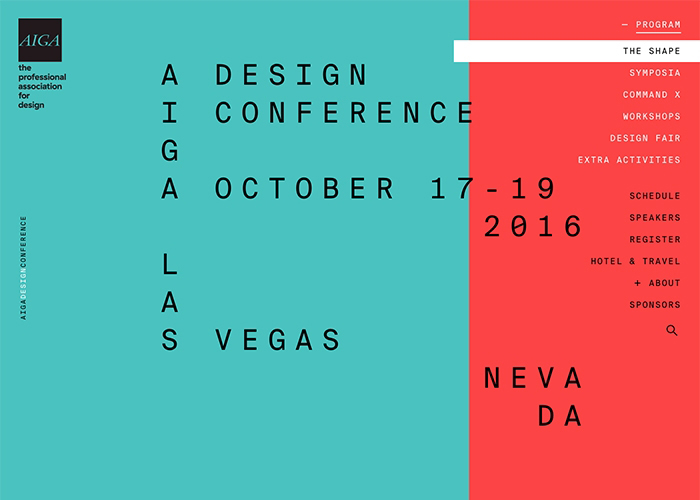 AIGA
the
professional
association
for
design
A DESIGN
I CONFERENCE
G
A OCTOBER 17-19
2016
L
A
S VEGAS
NEVA
DA
AIGADESIGNCONFERENCE
— PROGRAM
THE SHAPE
SYMPOSIA
COMMAND X
WORKSHOPS
DESIGN FAIR
EXTRA ACTIVITIES
SCHEDULE
SPEAKERS
REGISTER
HOTEL & TRAVEL
+ ABOUT
SPONSORS